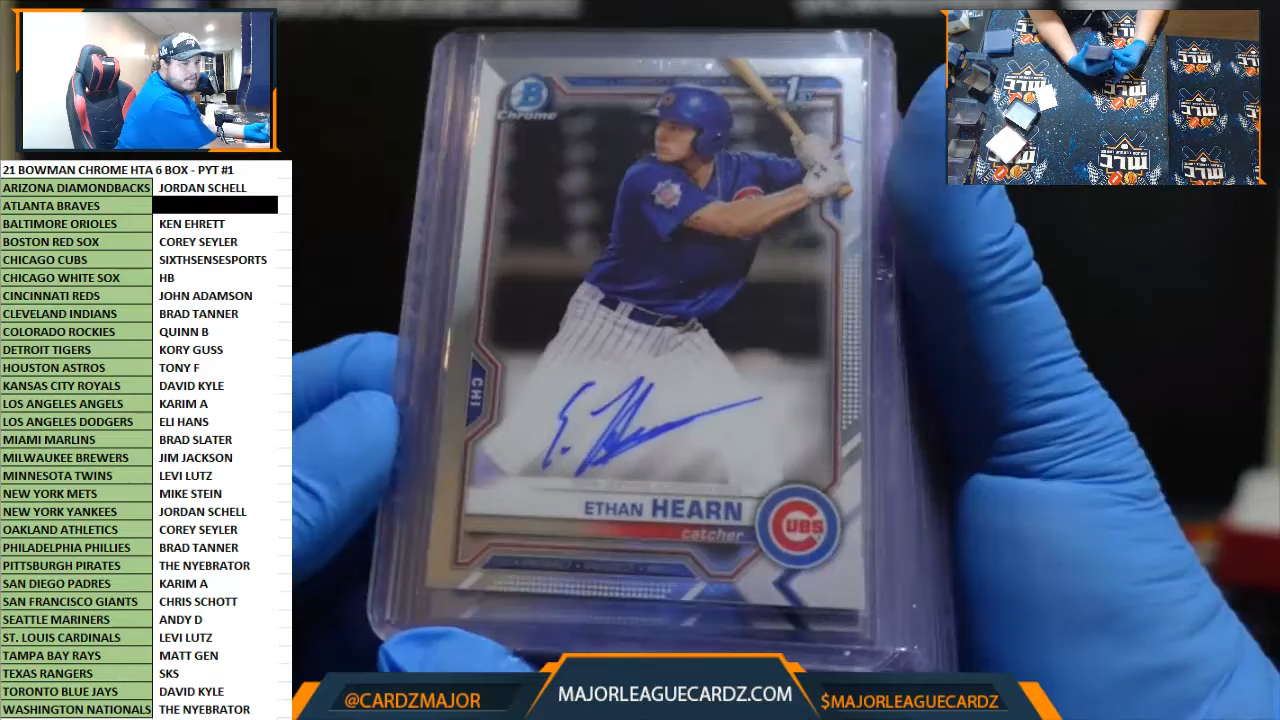 21 BOWMAN CHROME HTA 6 BOX - PYT #1
ARIZONA DIAMONDBACKS JORDAN SCHELL
ATLANTA BRAVES
BALTIMORE ORIOLES KEN EHRETT
BOSTON RED SOX COREY SEYLER
CHICAGO CUBS SIXTHSENSESPORTS
CHICAGO WHITE SOX HB
CINCINNATI REDS JOHN ADAMSON
CLEVELAND INDIANS BRAD TANNER
COLORADO ROCKIES QUINN B
DETROIT TIGERS KORY GUSS
HOUSTON ASTROS TONY F
KANSAS CITY ROYALS DAVID KYLE
LOS ANGELES ANGELS KARIM A
LOS ANGELES DODGERS ELI HANS
MIAMI MARLINS BRAD SLATER
MILWAUKEE BREWERS JIM JACKSON
MINNESOTA TWINS LEVI LUTZ
NEW YORK METS MIKE STEIN
NEW YORK YANKEES JORDAN SCHELL
OAKLAND ATHLETICS COREY SEYLER
PHILADELPHIA PHILLIES BRAD TANNER
PITTSBURGH PIRATES THE NYEBRATOR
SAN DIEGO PADRES KARIM A
SAN FRANCISCO GIANTS CHRIS SCHOTT
SEATTLE MARINERS ANDY D
ST. LOUIS CARDINALS LEVI LUTZ
TAMPA BAY RAYS MATT GEN
TEXAS RANGERS SKS
TORONTO BLUE JAYS DAVID KYLE
WASHINGTON NATIONALS THE NYEBRATOR
B
Chrome
1ST
CHI
E. Hearn
ETHAN HEARN
catcher
CUBS
@CARDZMAJOR
MAJORLEAGUECARDZ.COM
$MAJORLEAGUECARDZ